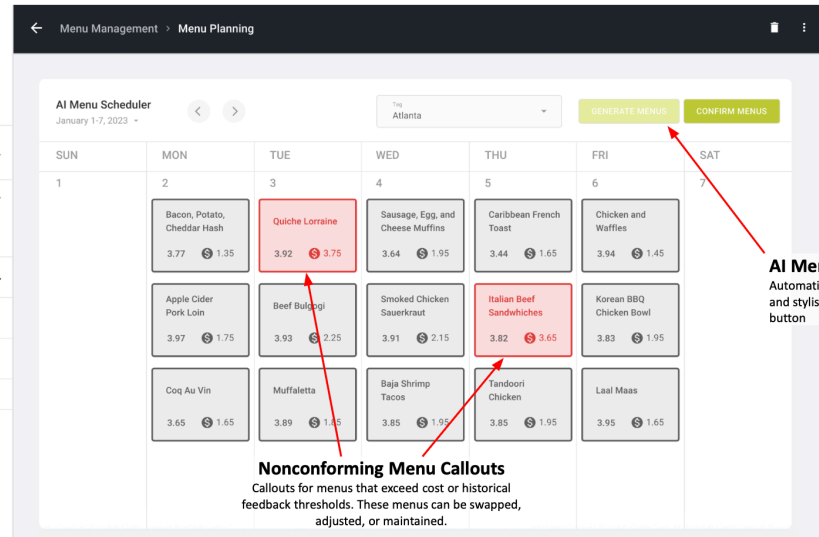 Menu Management > Menu Planning
AI Menu Scheduler
January 1-7, 2023
Tag
Atlanta
GENERATE MENUS
CONFIRM MENUS
SUN MON TUE WED THU FRI SAT
1 2 3 4 5 6 7
Bacon, Potato,
Cheddar Hash
3.77 $ 1.35
Quiche Lorraine
3.92 $ 3.75
Sausage, Egg, and
Cheese Muffins
3.64 $ 1.95
Caribbean French
Toast
3.44 $ 1.65
Chicken and
Waffles
3.94 $ 1.45
Apple Cider
Pork Loin
3.97 $ 1.75
Beef Bulgogi
3.93 $ 2.25
Smoked Chicken
Sauerkraut
3.91 $ 2.15
Italian Beef
Sandwhiches
3.82 $ 3.65
Korean BBQ
Chicken Bowl
3.83 $ 1.95
Coq Au Vin
3.65 $ 1.65
Muffaletta
3.89 $ 1.85
Baja Shrimp
Tacos
3.85 $ 1.95
Tandoori
Chicken
3.85 $ 1.95
Laal Maas
3.95 $ 1.65
AI Me
Automati
and stylis
button
Nonconforming Menu Callouts
Callouts for menus that exceed cost or historical
feedback thresholds. These menus can be swapped,
adjusted, or maintained.